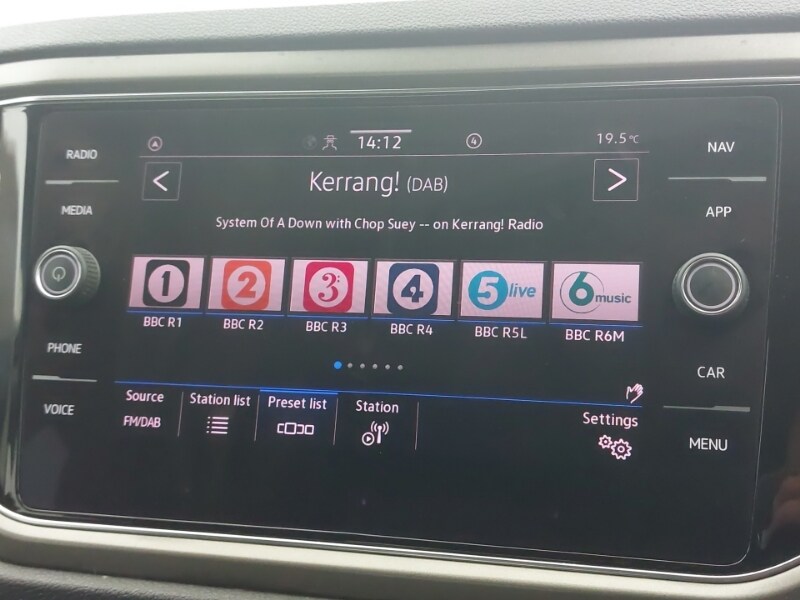 14:12
4
19.5°C
RADIO
NAV
< Kerrang! (DAB) >
MEDIA
APP
System Of A Down with Chop Suey -- on Kerrang! Radio
1 2 3 4 5 live 6 music
BBC R1 BBC R2 BBC R3 BBC R4 BBC R5L BBC R6M
PHONE
CAR
VOICE
Source Station list Preset list Station Settings
FM/DAB
MENU